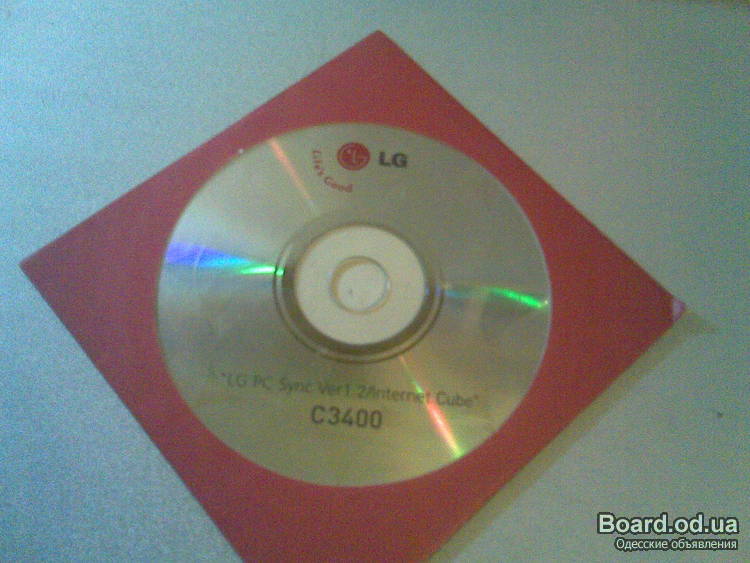 LG
Life's Good
"LG PC Sync Ver1.2/Internet Cube"
C3400
Board.od.ua
Одесские объявления